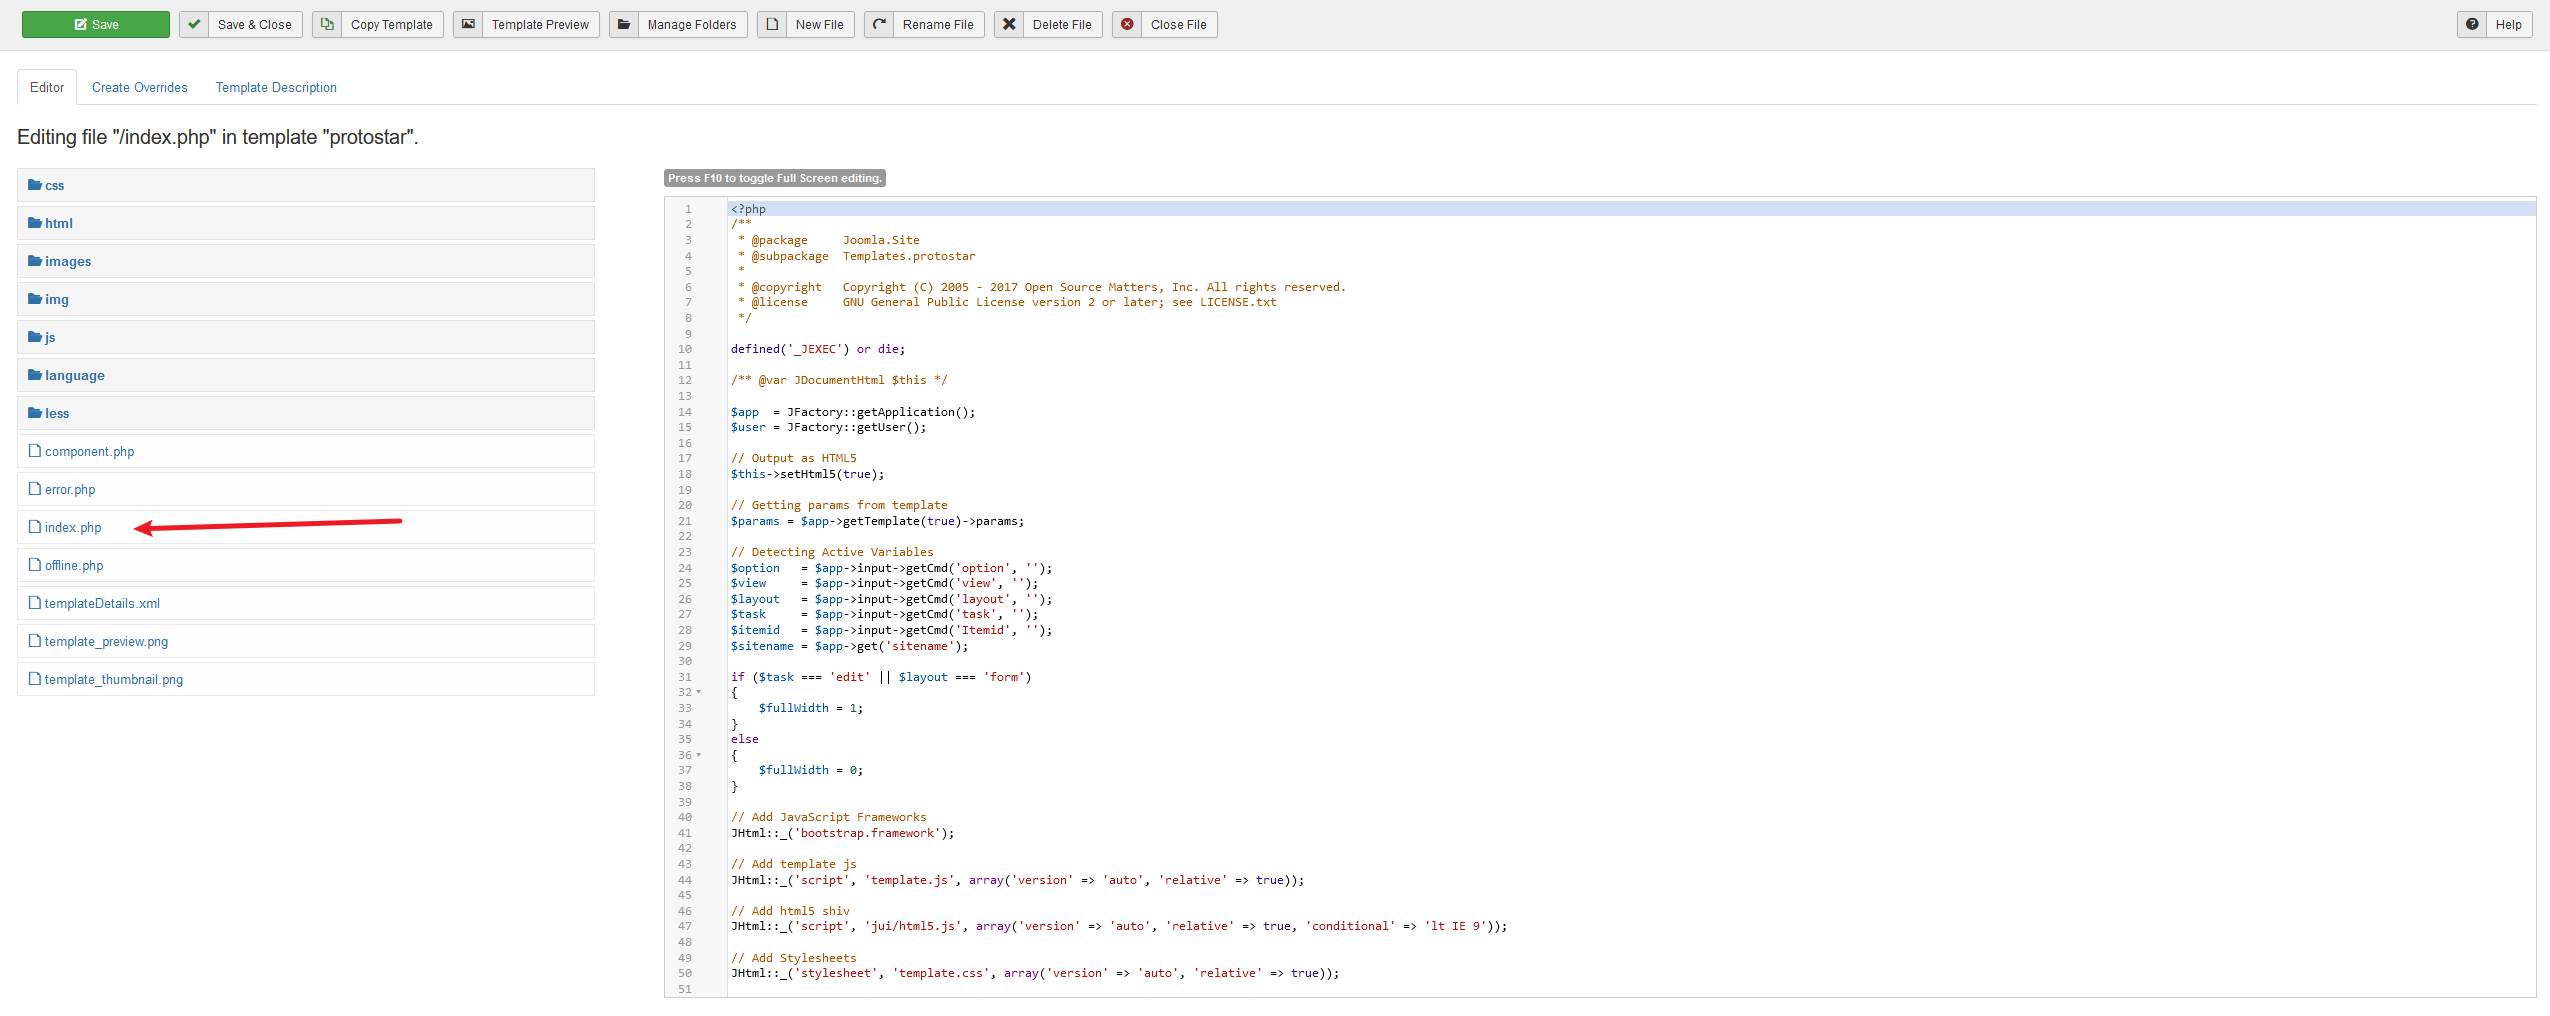 Save
Save & Close
Copy Template
Template Preview
Manage Folders
New File
Rename File
Delete File
Close File
Help
Editor
Create Overrides
Template Description
Editing file "/index.php" in template "protostar".
css
html
images
img
js
language
less
component.php
error.php
index.php
offline.php
templateDetails.xml
template_preview.png
template_thumbnail.png
Press F10 to toggle Full Screen editing.
1 <?php
2 /**
3  * @package     Joomla.Site
4  * @subpackage  Templates.protostar
5  *
6  * @copyright   Copyright (C) 2005 - 2017 Open Source Matters, Inc. All rights reserved.
7  * @license     GNU General Public License version 2 or later; see LICENSE.txt
8  */
9
10 defined('_JEXEC') or die;
11
12 /** @var JDocumentHtml $this */
13
14 $app  = JFactory::getApplication();
15 $user = JFactory::getUser();
16
17 // Output as HTML5
18 $this->setHtml5(true);
19
20 // Getting params from template
21 $params = $app->getTemplate(true)->params;
22
23 // Detecting Active Variables
24 $option   = $app->input->getCmd('option', '');
25 $view     = $app->input->getCmd('view', '');
26 $layout   = $app->input->getCmd('layout', '');
27 $task     = $app->input->getCmd('task', '');
28 $itemid   = $app->input->getCmd('Itemid', '');
29 $sitename = $app->get('sitename');
30
31 if ($task === 'edit' || $layout === 'form')
32 {
33     $fullWidth = 1;
34 }
35 else
36 {
37     $fullWidth = 0;
38 }
39
40 // Add JavaScript Frameworks
41 JHtml::_('bootstrap.framework');
42
43 // Add template js
44 JHtml::_('script', 'template.js', array('version' => 'auto', 'relative' => true));
45
46 // Add html5 shiv
47 JHtml::_('script', 'jui/html5.js', array('version' => 'auto', 'relative' => true, 'conditional' => 'lt IE 9'));
48
49 // Add Stylesheets
50 JHtml::_('stylesheet', 'template.css', array('version' => 'auto', 'relative' => true));
51